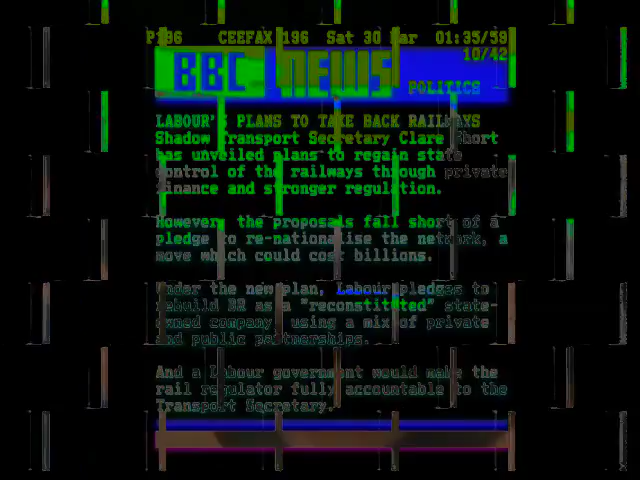 P196 CEEFAX 196 Sat 30 Mar 01:35/59
10/42
BBC NEWS
POLITICS
LABOUR'S PLANS TO TAKE BACK RAILWAYS
Shadow Transport Secretary Clare Short
has unveiled plans to regain state
control of the railways through private
finance and stronger regulation.
However, the proposals fall short of a
pledge to re-nationalise the network, a
move which could cost billions.
Under the new plan, Labour pledges to
rebuild BR as a "reconstituted" state-
owned company, using a mix of private
and public partnerships.
And a Labour government would make the
rail regulator fully accountable to the
Transport Secretary.